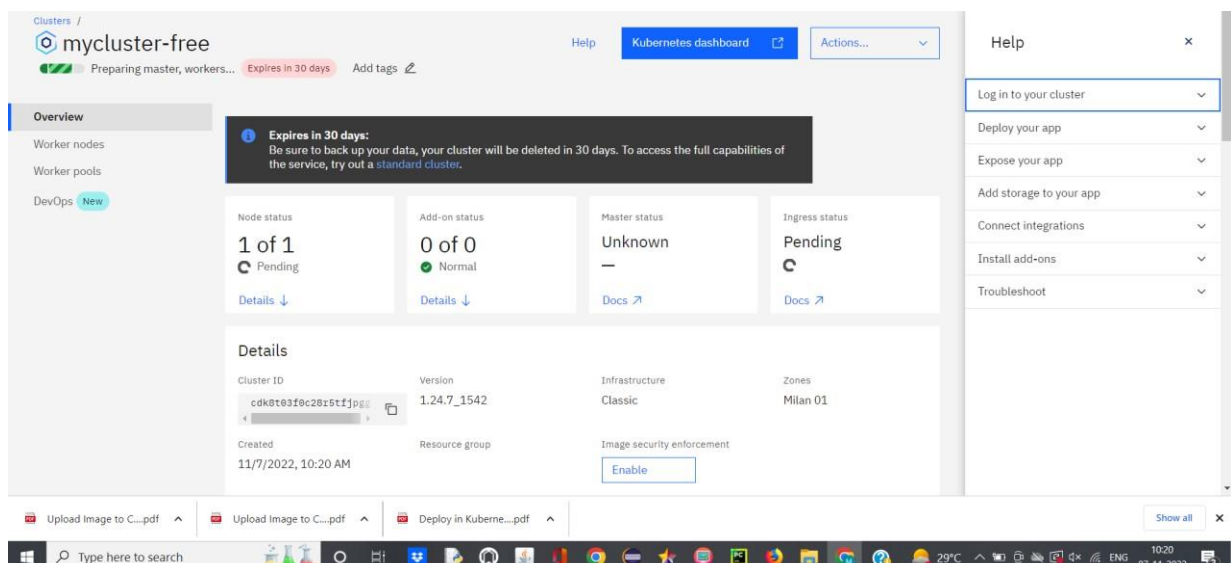 Clusters /
mycluster-free
Preparing master, workers... Expires in 30 days Add tags
Help Kubernetes dashboard Actions...
Overview
Worker nodes
Worker pools
DevOps New
Expires in 30 days:
Be sure to back up your data, your cluster will be deleted in 30 days. To access the full capabilities of
the service, try out a standard cluster.
Node status
1 of 1
Pending
Details
Add-on status
0 of 0
Normal
Details
Master status
Unknown
—
Docs
Ingress status
Pending
Docs
Details
Cluster ID
cdk8t03f0c28r5tfjpgg
Version
1.24.7_1542
Infrastructure
Classic
Zones
Milan 01
Created
11/7/2022, 10:20 AM
Resource group
Image security enforcement
Enable
Help
Log in to your cluster
Deploy your app
Expose your app
Add storage to your app
Connect integrations
Install add-ons
Troubleshoot
Upload Image to C....pdf
Upload Image to C....pdf
Deploy in Kuberne....pdf
Show all
Type here to search
29°C
ENG
10:20
07-11-2022